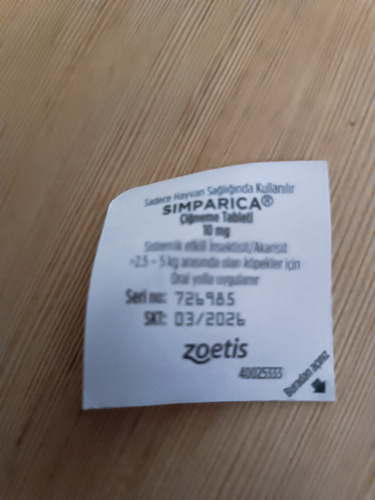 Sadece Hayvan Sağlığında Kullanılır
SIMPARICA®
Çiğneme Tableti
10 mg
Sistemik etkili İnsektisit/Akarisit
>2.5 - 5 kg arasında olan köpekler için
Oral yolla uygulanır
Seri no: 726985
SKT: 03/2026
zoetis
40025333
Buradan açınız